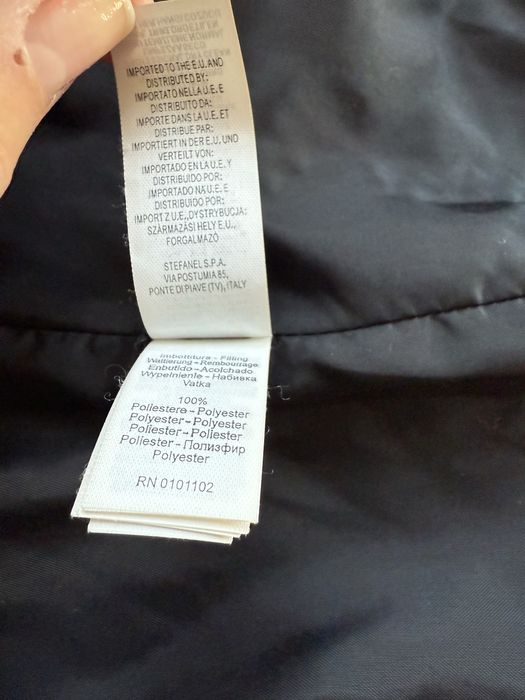 IMPORTED TO THE E.U. AND
DISTRIBUTED BY:
IMPORTATO NELLA U.E. E
DISTRIBUITO DA:
IMPORTE DANS LA U.E. ET
DISTRIBUE PAR:
IMPORTIERT IN DER E.U. UND
VERTEILT VON:
IMPORTADO EN LA U.E. Y
DISTRIBUIDO POR:
IMPORTADO NA U.E. E
DISTRIBUIDO POR:
IMPORT Z U.E., DYSTRYBUCJA:
SZÁRMAZÁSI HELY E.U.,
FORGALMAZÓ
STEFANEL S.P.A.
VIA POSTUMIA 85,
PONTE DI PIAVE (TV), ITALY
Imbottitura - Filling
Wattierung - Rembourrage
Enbutido - Acolchado
Wypelnienie - Набивка
Vatka
100%
Poliestere - Polyester
Polyester - Polyester
Poliester - Poliester
Poliester - Полиэфир
Polyester
RN 0101102